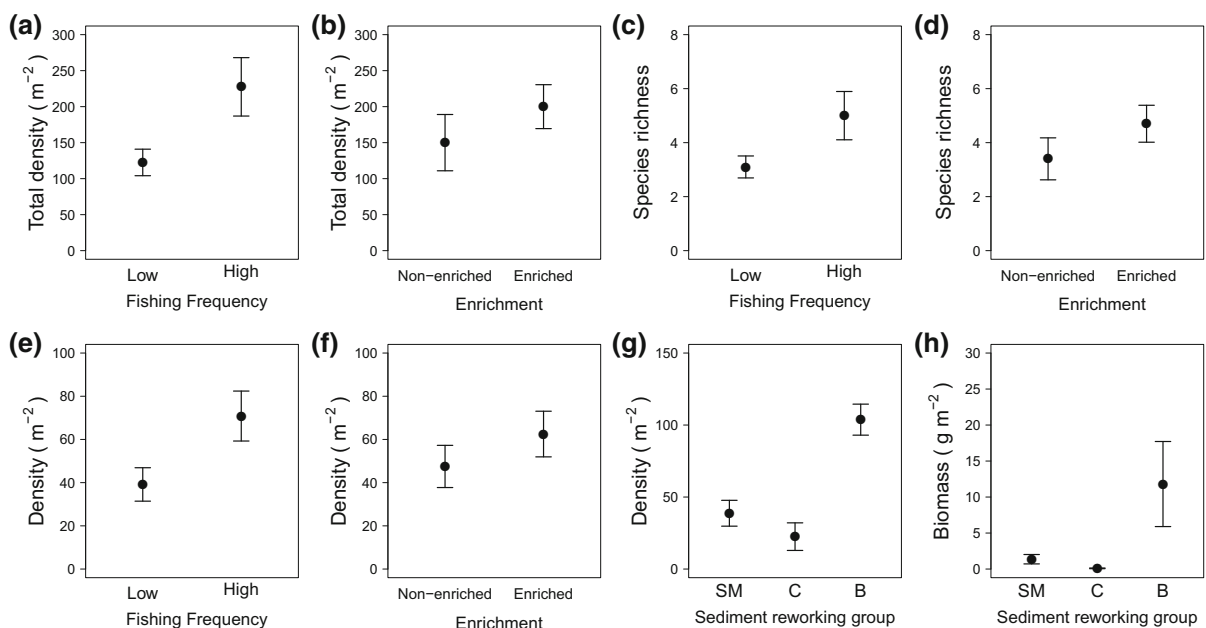 (a)
Total density ( m−2 )
300
250
200
150
100
50
0
Low
High
Fishing Frequency
(b)
Total density ( m−2 )
300
250
200
150
100
50
0
Non−enriched
Enriched
Enrichment
(c)
Species richness
8
6
4
2
0
Low
High
Fishing Frequency
(d)
Species richness
8
6
4
2
0
Non−enriched
Enriched
Enrichment
(e)
Density ( m−2 )
100
80
60
40
20
0
Low
High
Fishing Frequency
(f)
Density ( m−2 )
100
80
60
40
20
0
Non−enriched
Enriched
Enrichment
(g)
Density ( m−2 )
150
100
50
0
SM
C
B
Sediment reworking group
(h)
Biomass ( g m−2 )
30
25
20
15
10
5
0
SM
C
B
Sediment reworking group